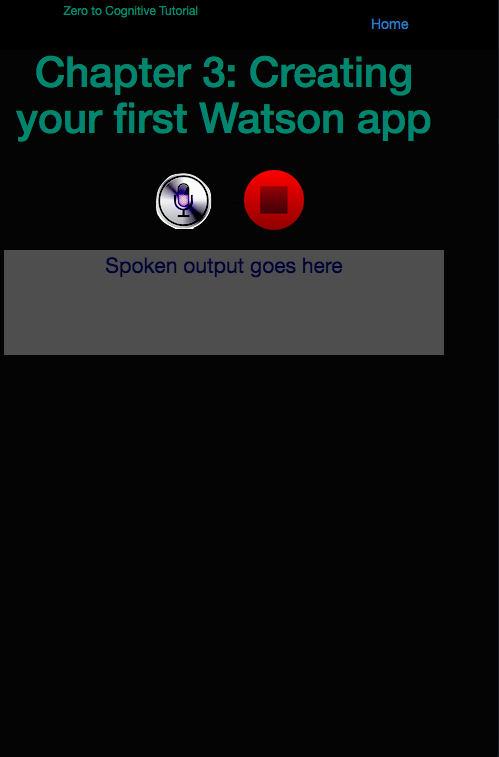 Zero to Cognitive Tutorial
Home
Chapter 3: Creating
your first Watson app
Spoken output goes here